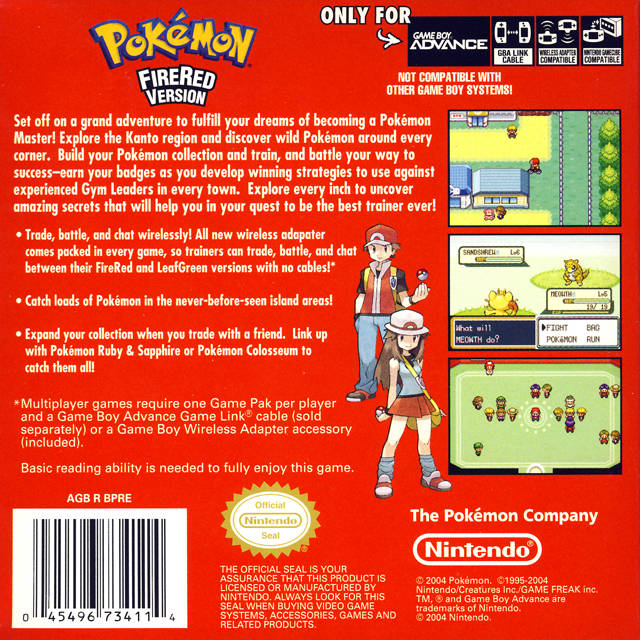 POKéMON
FIRERED
VERSION
ONLY FOR
GAME BOY
ADVANCE
GBA LINK
CABLE
WIRELESS ADAPTER
COMPATIBLE
NINTENDO GAMECUBE
COMPATIBLE
NOT COMPATIBLE WITH
OTHER GAME BOY SYSTEMS!
Set off on a grand adventure to fulfill your dreams of becoming a Pokémon
Master! Explore the Kanto region and discover wild Pokémon around every
corner. Build your Pokémon collection and train, and battle your way to
success–earn your badges as you develop winning strategies to use against
experienced Gym Leaders in every town. Explore every inch to uncover
amazing secrets that will help you in your quest to be the best trainer ever!
• Trade, battle, and chat wirelessly! All new wireless adapater
comes packed in every game, so trainers can trade, battle, and chat
between their FireRed and LeafGreen versions with no cables!*
• Catch loads of Pokémon in the never-before-seen island areas!
• Expand your collection when you trade with a friend. Link up
with Pokémon Ruby & Sapphire or Pokémon Colosseum to
catch them all!
*Multiplayer games require one Game Pak per player
and a Game Boy Advance Game Link® cable (sold
separately) or a Game Boy Wireless Adapter accessory
(included).
Basic reading ability is needed to fully enjoy this game.
SANDSHREW Lv6
MEOWTH Lv6
19/ 19
What will
MEOWTH do?
▶FIGHT BAG
POKéMON RUN
AGB R BPRE
0 45496 73411 4
Official
Nintendo
Seal
®
THE OFFICIAL SEAL IS YOUR
ASSURANCE THAT THIS PRODUCT IS
LICENSED OR MANUFACTURED BY
NINTENDO. ALWAYS LOOK FOR THIS
SEAL WHEN BUYING VIDEO GAME
SYSTEMS, ACCESSORIES, GAMES AND
RELATED PRODUCTS.
The Pokémon Company
Nintendo®
© 2004 Pokémon. ©1995-2004
Nintendo/Creatures Inc./GAME FREAK inc.
TM, ® and Game Boy Advance are
trademarks of Nintendo.
© 2004 Nintendo.